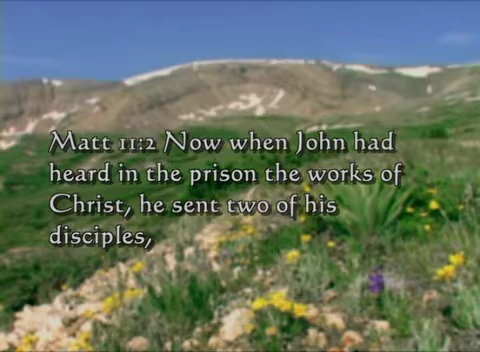 Matt 11:2 Now when John had
heard in the prison the works of
Christ, he sent two of his
disciples,